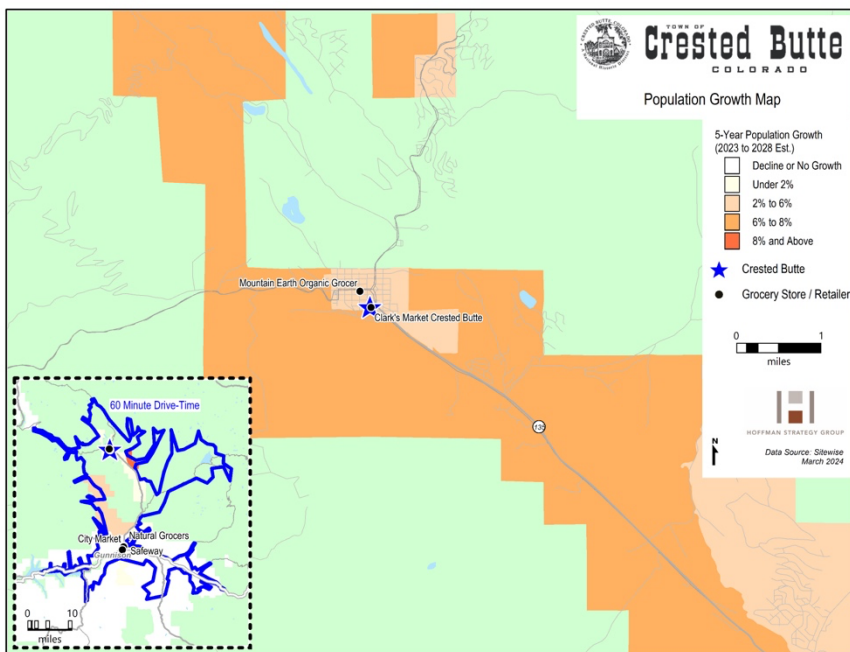 TOWN OF
Crested Butte
COLORADO
Population Growth Map
5-Year Population Growth
(2023 to 2028 Est.)
Decline or No Growth
Under 2%
2% to 6%
6% to 8%
8% and Above
Crested Butte
Grocery Store / Retailer
0 1
miles
HOFFMAN STRATEGY GROUP
N
Data Source: Sitewise
March 2024
Mountain Earth Organic Grocer
Clark's Market Crested Butte
135
60 Minute Drive-Time
City Market
Natural Grocers
Safeway
Gunnison
0 10
miles